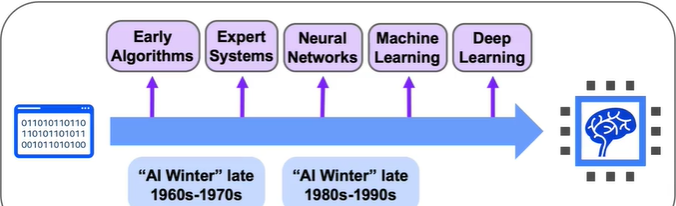 Early
Algorithms
Expert
Systems
Neural
Networks
Machine
Learning
Deep
Learning
011010110110
110101101011
001011010100
“AI Winter” late
1960s-1970s
“AI Winter” late
1980s-1990s